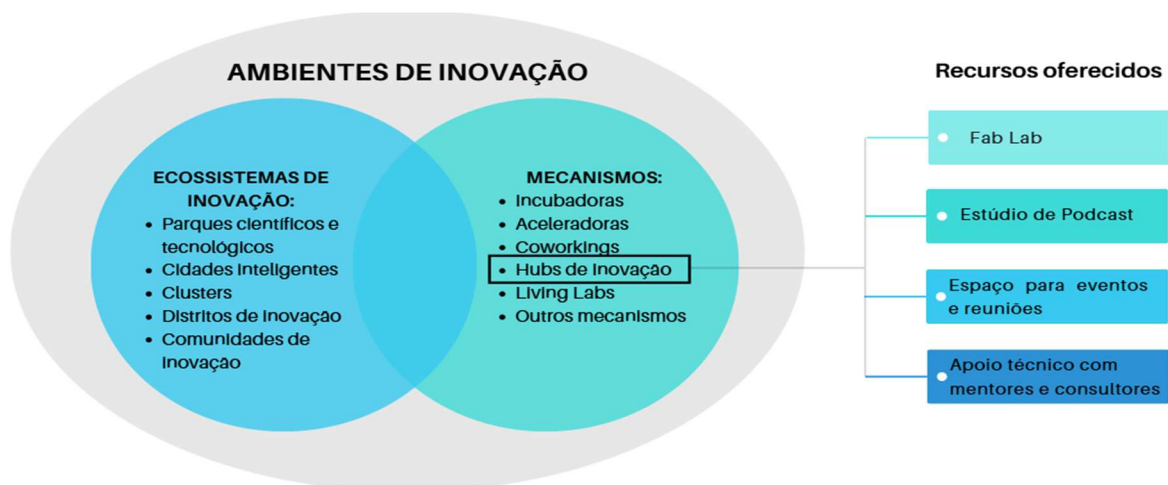 AMBIENTES DE INOVAÇÃO
ECOSSISTEMAS DE
INOVAÇÃO:
• Parques científicos e
tecnológicos
• Cidades inteligentes
• Clusters
• Distritos de inovação
• Comunidades de
inovação
MECANISMOS:
• Incubadoras
• Aceleradoras
• Coworkings
• Hubs de inovação
• Living Labs
• Outros mecanismos
Recursos oferecidos
Fab Lab
Estúdio de Podcast
Espaço para eventos
e reuniões
Apoio técnico com
mentores e consultores